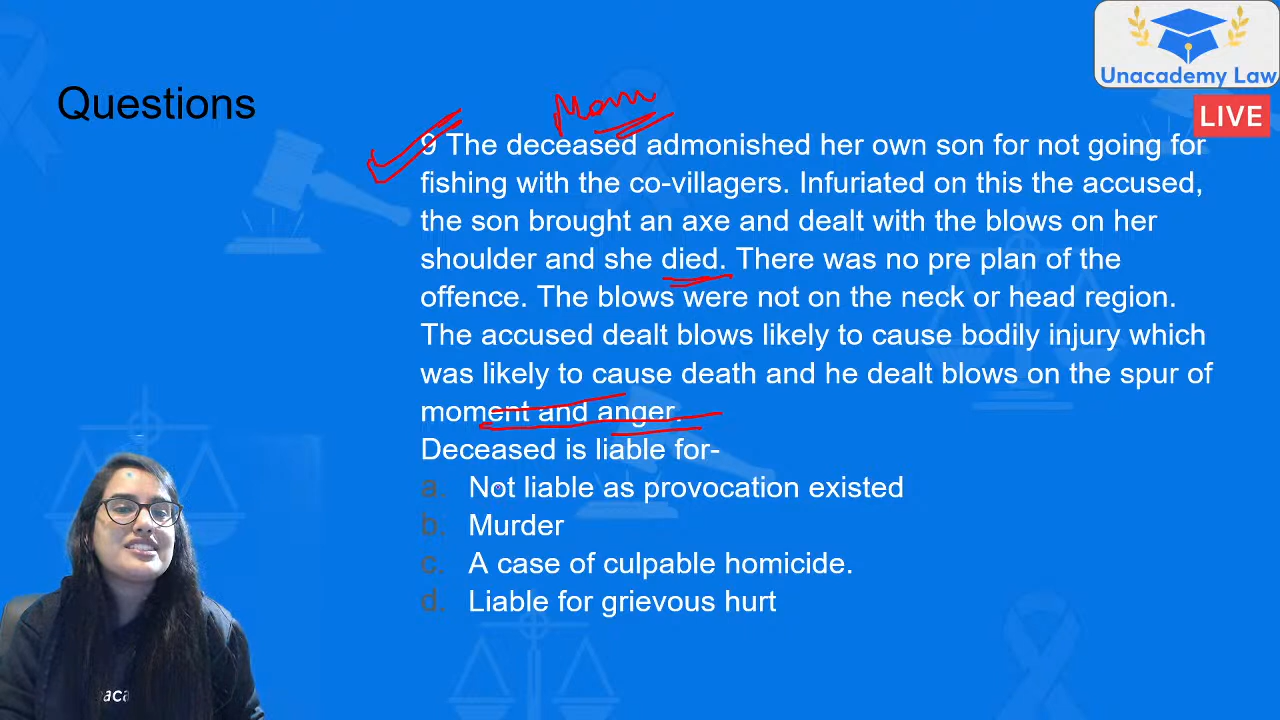 Unacademy Law
LIVE
Questions
Mom
9 The deceased admonished her own son for not going for
fishing with the co-villagers. Infuriated on this the accused,
the son brought an axe and dealt with the blows on her
shoulder and she died. There was no pre plan of the
offence. The blows were not on the neck or head region.
The accused dealt blows likely to cause bodily injury which
was likely to cause death and he dealt blows on the spur of
moment and anger.
Deceased is liable for-
a. Not liable as provocation existed
b. Murder
c. A case of culpable homicide.
d. Liable for grievous hurt